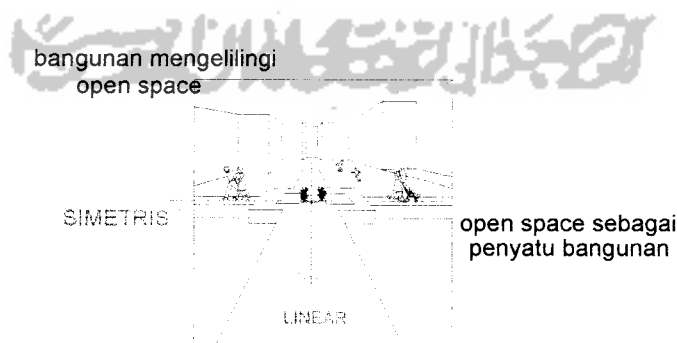 bangunan mengelilingi
open space
SIMETRIS
open space sebagai
penyatu bangunan
LINEAR